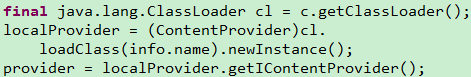 final java.lang.ClassLoader cl = c.getClassLoader();
localProvider = (ContentProvider)cl.
    loadClass(info.name).newInstance();
provider = localProvider.getIContentProvider();